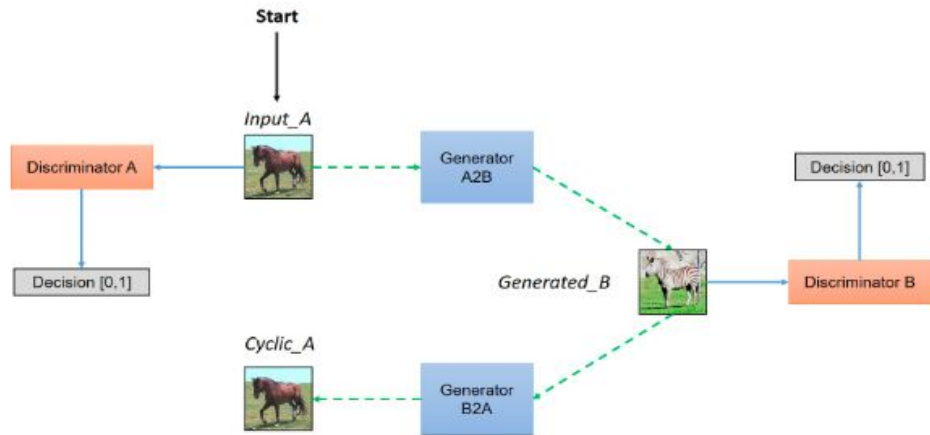 Start
Input_A
Discriminator A
Generator
A2B
Decision [0,1]
Decision [0,1]
Generated_B
Discriminator B
Cyclic_A
Generator
B2A